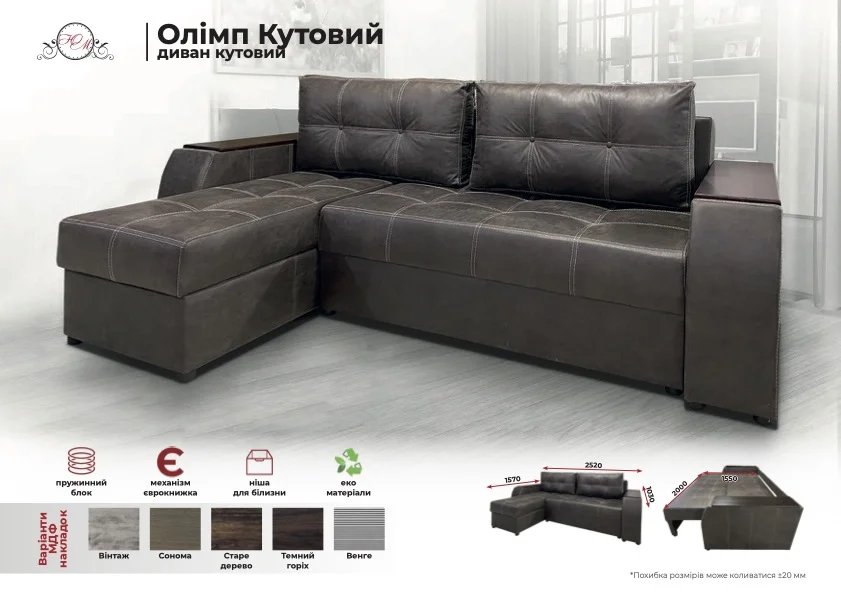 НМ
Олімп Кутовий
диван кутовий
пружинний
блок
механізм
єврокнижка
ніша
для білизни
еко
матеріали
Варіанти
МДФ
накладок
Вінтаж
Сонома
Старе
дерево
Темний
горіх
Венге
1570
2520
1030
2000
1550
*Похибка розмірів може коливатися ±20 мм